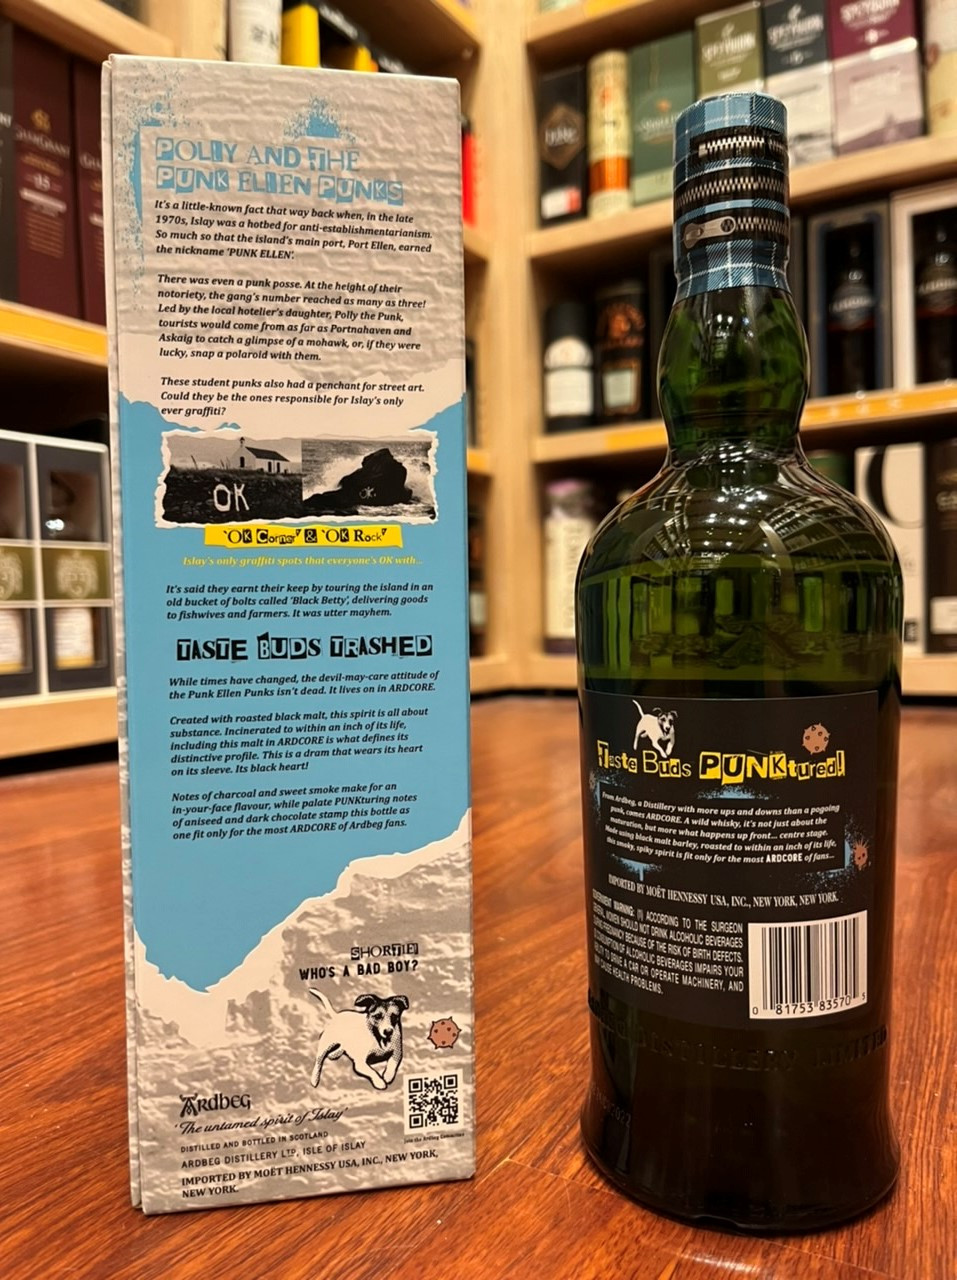 POLLY AND THE
PUNK ELLEN PUNKS
It's a little-known fact that way back when, in the late
1970s, Islay was a hotbed for anti-establishmentarianism.
So much so that the island's main port, Port Ellen, earned
the nickname 'PUNK ELLEN'.
There was even a punk posse. At the height of their
notoriety, the gang's number reached as many as three!
Led by the local hotelier's daughter, Polly the Punk,
tourists would come from as far as Portnahaven and
Askaig to catch a glimpse of a mohawk, or, if they were
lucky, snap a polaroid with them.
These student punks also had a penchant for street art.
Could they be the ones responsible for Islay's only
ever graffiti?
OK
OK
'OK Corner' & 'OK Rock'
Islay's only graffiti spots that everyone's OK with...
It's said they earnt their keep by touring the island in an
old bucket of bolts called 'Black Betty', delivering goods
to fishwives and farmers. It was utter mayhem.
TASTE BUDS TRASHED
While times have changed, the devil-may-care attitude of
the Punk Ellen Punks isn't dead. It lives on in ARDCORE.
Created with roasted black malt, this spirit is all about
substance. Incinerated to within an inch of its life,
including this malt in ARDCORE is what defines its
distinctive profile. This is a dram that wears its heart
on its sleeve. Its black heart!
Notes of charcoal and sweet smoke make for an
in-your-face flavour, while palate PUNKturing notes
of aniseed and dark chocolate stamp this bottle as
one fit only for the most ARDCORE of Ardbeg fans.
SHORTIE!
WHO'S A BAD BOY?
ARDBEG
'The untamed spirit of Islay'
DISTILLED AND BOTTLED IN SCOTLAND
ARDBEG DISTILLERY LTD, ISLE OF ISLAY
IMPORTED BY MOËT HENNESSY USA, INC., NEW YORK,
NEW YORK.
Join the Ardbeg Committee
Taste Buds PUNKtured!
From Ardbeg, a Distillery with more ups and downs than a pogoing
punk, comes ARDCORE. A wild whisky, it's not just about the
maturation, but more what happens up front... centre stage.
Made using black malt barley, roasted to within an inch of its life,
this smoky, spiky spirit is fit only for the most ARDCORE of fans...
IMPORTED BY MOËT HENNESSY USA, INC., NEW YORK, NEW YORK.
WARNING: (1) ACCORDING TO THE SURGEON
WOMEN SHOULD NOT DRINK ALCOHOLIC BEVERAGES
PREGNANCY BECAUSE OF THE RISK OF BIRTH DEFECTS.
OF ALCOHOLIC BEVERAGES IMPAIRS YOUR
TO DRIVE A CAR OR OPERATE MACHINERY, AND
CAUSE HEALTH PROBLEMS.
0 81753 83570 5
DISTILLERY LIMITED
SPEYBURN
SPEYBURN
SPEYBURN
15